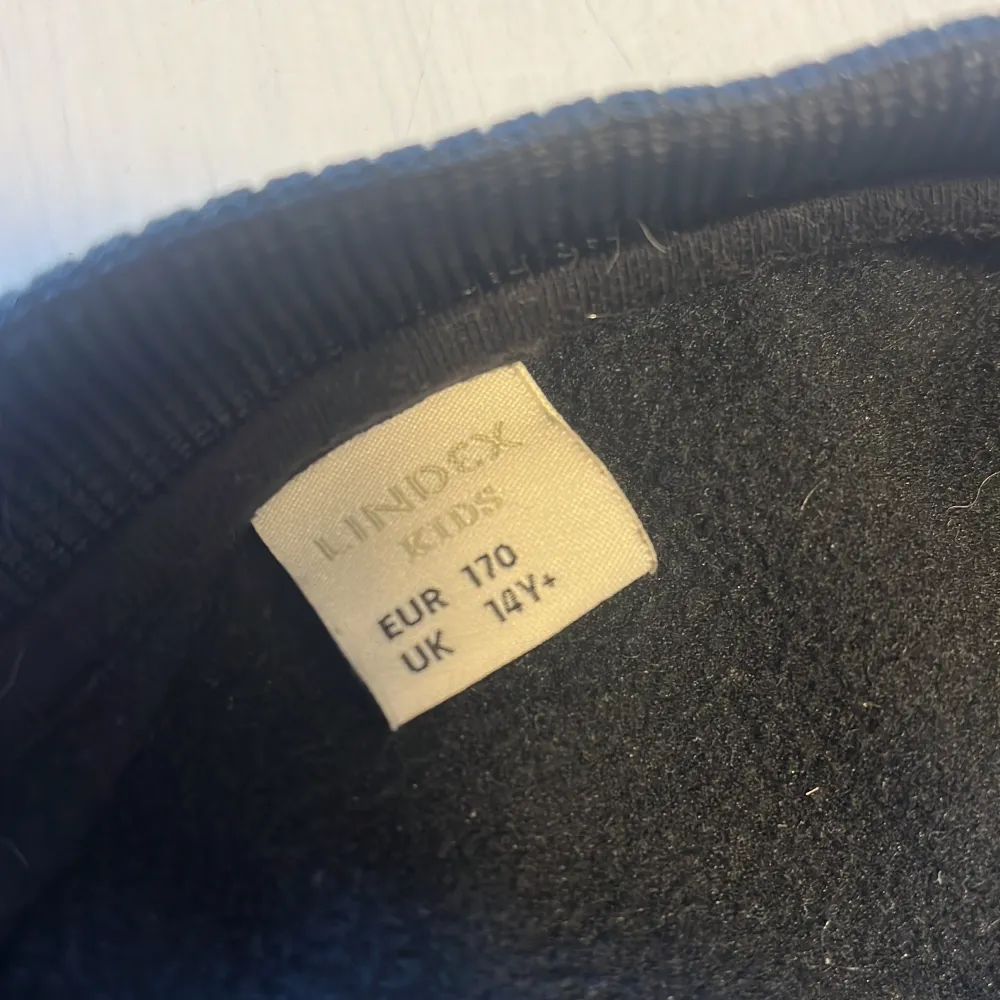 LINDEX
KIDS
EUR 170
UK 14Y+